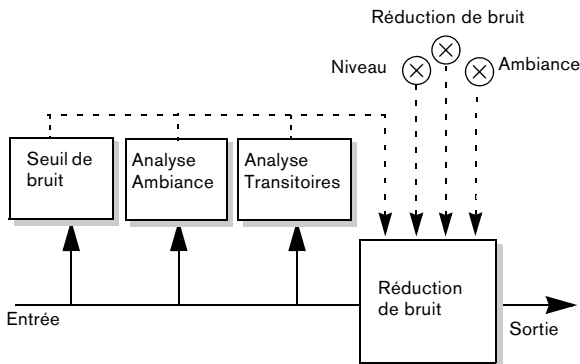 Réduction de bruit
Niveau
Ambiance
Seuil de
bruit
Analyse
Ambiance
Analyse
Transitoires
Réduction
de bruit
Entrée
Sortie